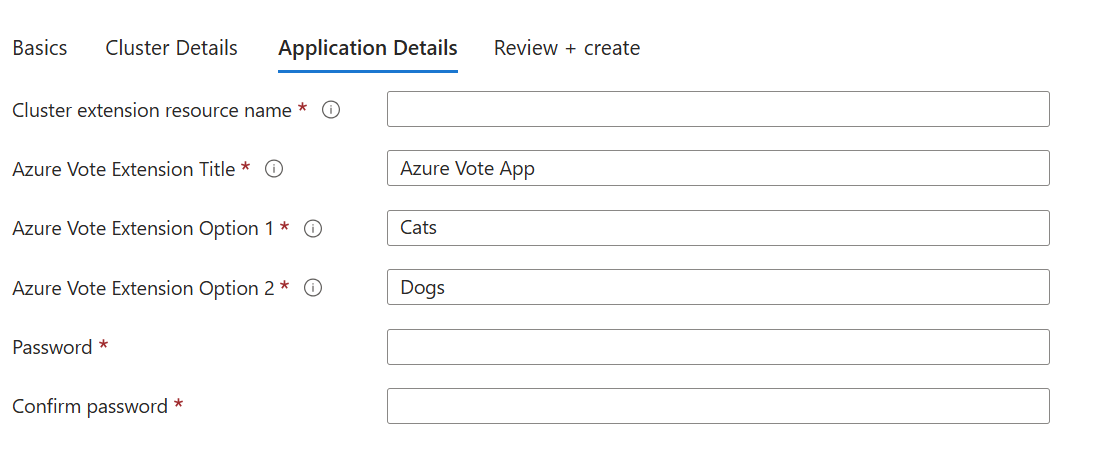 Basics Cluster Details Application Details Review + create
Cluster extension resource name *
Azure Vote Extension Title * Azure Vote App
Azure Vote Extension Option 1 * Cats
Azure Vote Extension Option 2 * Dogs
Password *
Confirm password *